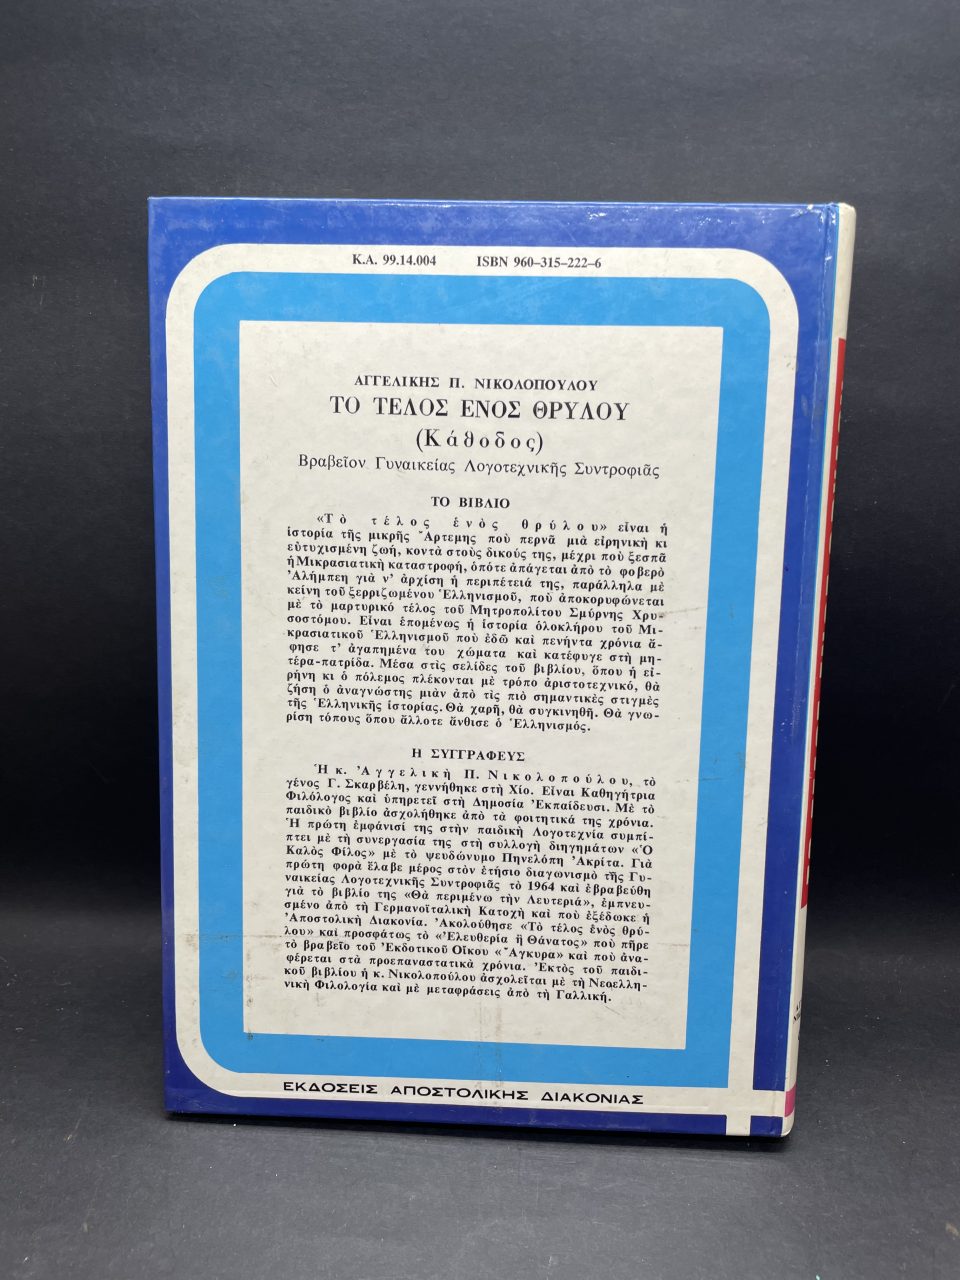 Κ.Α. 99.14.004 ISBN 960–315–222–6
ΑΓΓΕΛΙΚΗΣ Π. ΝΙΚΟΛΟΠΟΥΛΟΥ
ΤΟ ΤΕΛΟΣ ΕΝΟΣ ΘΡΥΛΟΥ
(Κάθοδος)
Βραβεῖον Γυναικείας Λογοτεχνικῆς Συντροφιᾶς
ΤΟ ΒΙΒΛΙΟ
«Τὸ τέλος ἑνὸς θρύλου» εἶναι ἡ
ἱστορία τῆς μικρῆς Ἄρτεμης ποὺ περνᾶ μιὰ εἰρηνικὴ κι
εὐτυχισμένη ζωή, κοντὰ στοὺς δικούς της, μέχρι ποὺ ξεσπᾶ
ἡ Μικρασιατικὴ καταστροφή, ὁπότε ἀπάγεται ἀπὸ τὸ φοβερὸ
Ἀλήμπεη γιὰ ν' ἀρχίση ἡ περιπέτειά της, παράλληλα μὲ
κείνη τοῦ ξερριζωμένου Ἑλληνισμοῦ, ποὺ ἀποκορυφώνεται
μὲ τὸ μαρτυρικὸ τέλος τοῦ Μητροπολίτου Σμύρνης Χρυ-
σοστόμου. Εἶναι ἑπομένως ἡ ἱστορία ὁλοκλήρου τοῦ Μι-
κρασιατικοῦ Ἑλληνισμοῦ ποὺ ἐδῶ καὶ πενήντα χρόνια ἄ-
φησε τ' ἀγαπημένα του χώματα καὶ κατέφυγε στὴ μη-
τέρα-πατρίδα. Μέσα στὶς σελίδες τοῦ βιβλίου, ὅπου ἡ εἰ-
ρήνη κι ὁ πόλεμος πλέκονται μὲ τρόπο ἀριστοτεχνικό, θὰ
ζήση ὁ ἀναγνώστης μιὰν ἀπὸ τὶς πιὸ σημαντικὲς στιγμὲς
τῆς Ἑλληνικῆς ἱστορίας. Θὰ χαρῆ, θὰ συγκινηθῆ. Θὰ γνω-
ρίση τόπους ὅπου ἄλλοτε ἄνθισε ὁ Ἑλληνισμός.
Η ΣΥΓΓΡΑΦΕΥΣ
Ἡ κ. Ἀγγελικὴ Π. Νικολοπούλου, τὸ
γένος Γ. Σκαρβέλη, γεννήθηκε στὴ Χίο. Εἶναι Καθηγήτρια
Φιλόλογος καὶ ὑπηρετεῖ στὴ Δημοσία Ἐκπαίδευσι. Μὲ τὸ
παιδικὸ βιβλίο ἀσχολήθηκε ἀπὸ τὰ φοιτητικά της χρόνια.
Ἡ πρώτη ἐμφάνισί της στὴν παιδικὴ Λογοτεχνία συμπί-
πτει μὲ τὴ συνεργασία της στὴ συλλογὴ διηγημάτων «Ὁ
Καλὸς Φίλος» μὲ τὸ ψευδώνυμο Πηνελόπη Ἀκρίτα. Γιὰ
πρώτη φορὰ ἔλαβε μέρος στὸν ἐτήσιο διαγωνισμὸ τῆς Γυ-
ναικείας Λογοτεχνικῆς Συντροφιᾶς τὸ 1964 καὶ ἐβραβεύθη
γιὰ τὸ βιβλίο της «Θὰ περιμένω τὴν Λευτεριά», ἐμπνευ-
σμένο ἀπὸ τὴ Γερμανοϊταλικὴ Κατοχὴ καὶ ποὺ ἐξέδωκε ἡ
Ἀποστολικὴ Διακονία. Ἀκολούθησε «Τὸ τέλος ἑνὸς θρύ-
λου» καὶ προσφάτως τὸ «Ἐλευθερία ἢ Θάνατος» ποὺ πῆρε
τὸ βραβεῖο τοῦ Ἐκδοτικοῦ Οἴκου «Ἄγκυρα» καὶ ποὺ ἀνα-
φέρεται στὰ προεπαναστατικὰ χρόνια. Ἐκτὸς τοῦ παιδι-
κοῦ βιβλίου ἡ κ. Νικολοπούλου ἀσχολεῖται μὲ τὴ Νεοελλη-
νικὴ Φιλολογία καὶ μὲ μεταφράσεις ἀπὸ τὴ Γαλλική.
ΕΚΔΟΣΕΙΣ ΑΠΟΣΤΟΛΙΚΗΣ ΔΙΑΚΟΝΙΑΣ